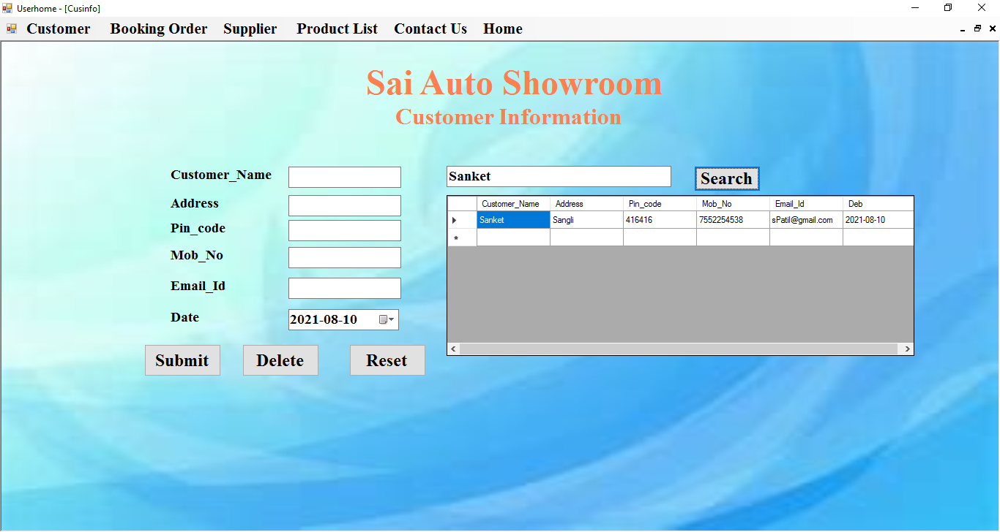 Userhome - [Cusinfo]
Customer Booking Order Supplier Product List Contact Us Home
Sai Auto Showroom
Customer Information
Customer_Name
Address
Pin_code
Mob_No
Email_Id
Date 2021-08-10
Submit Delete Reset
Sanket Search
Customer_Name Address Pin_code Mob_No Email_Id Deb
Sanket Sangli 416416 7552254538 sPatil@gmail.com 2021-08-10